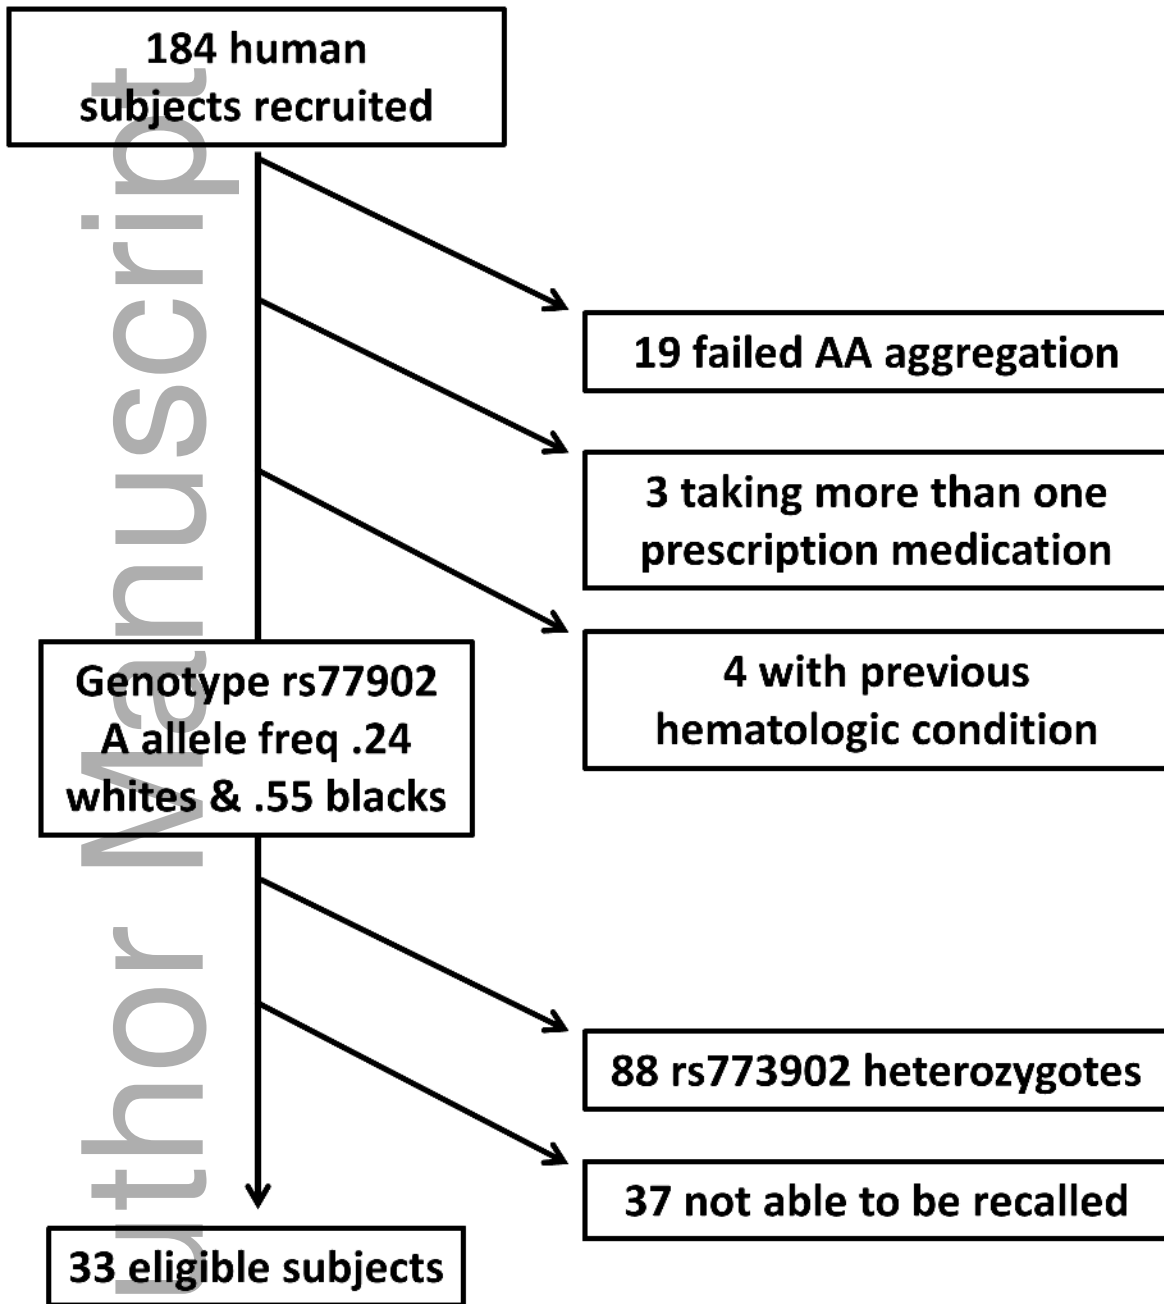 184 human
subjects recruited
19 failed AA aggregation
3 taking more than one
prescription medication
4 with previous
hematologic condition
Genotype rs77902
A allele freq .24
whites & .55 blacks
88 rs773902 heterozygotes
37 not able to be recalled
33 eligible subjects
uthor Manuscript